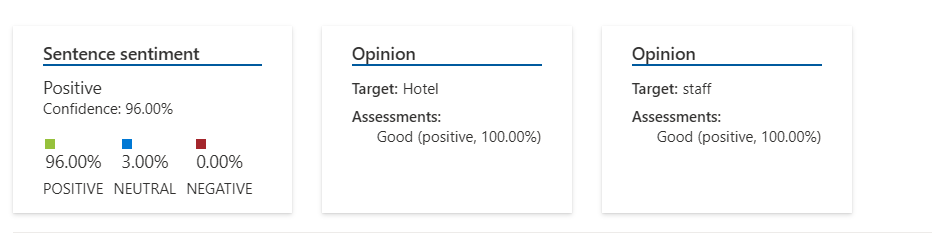 Sentence sentiment
Positive
Confidence: 96.00%
96.00% 3.00% 0.00%
POSITIVE NEUTRAL NEGATIVE
Opinion
Target: Hotel
Assessments:
Good (positive, 100.00%)
Opinion
Target: staff
Assessments:
Good (positive, 100.00%)